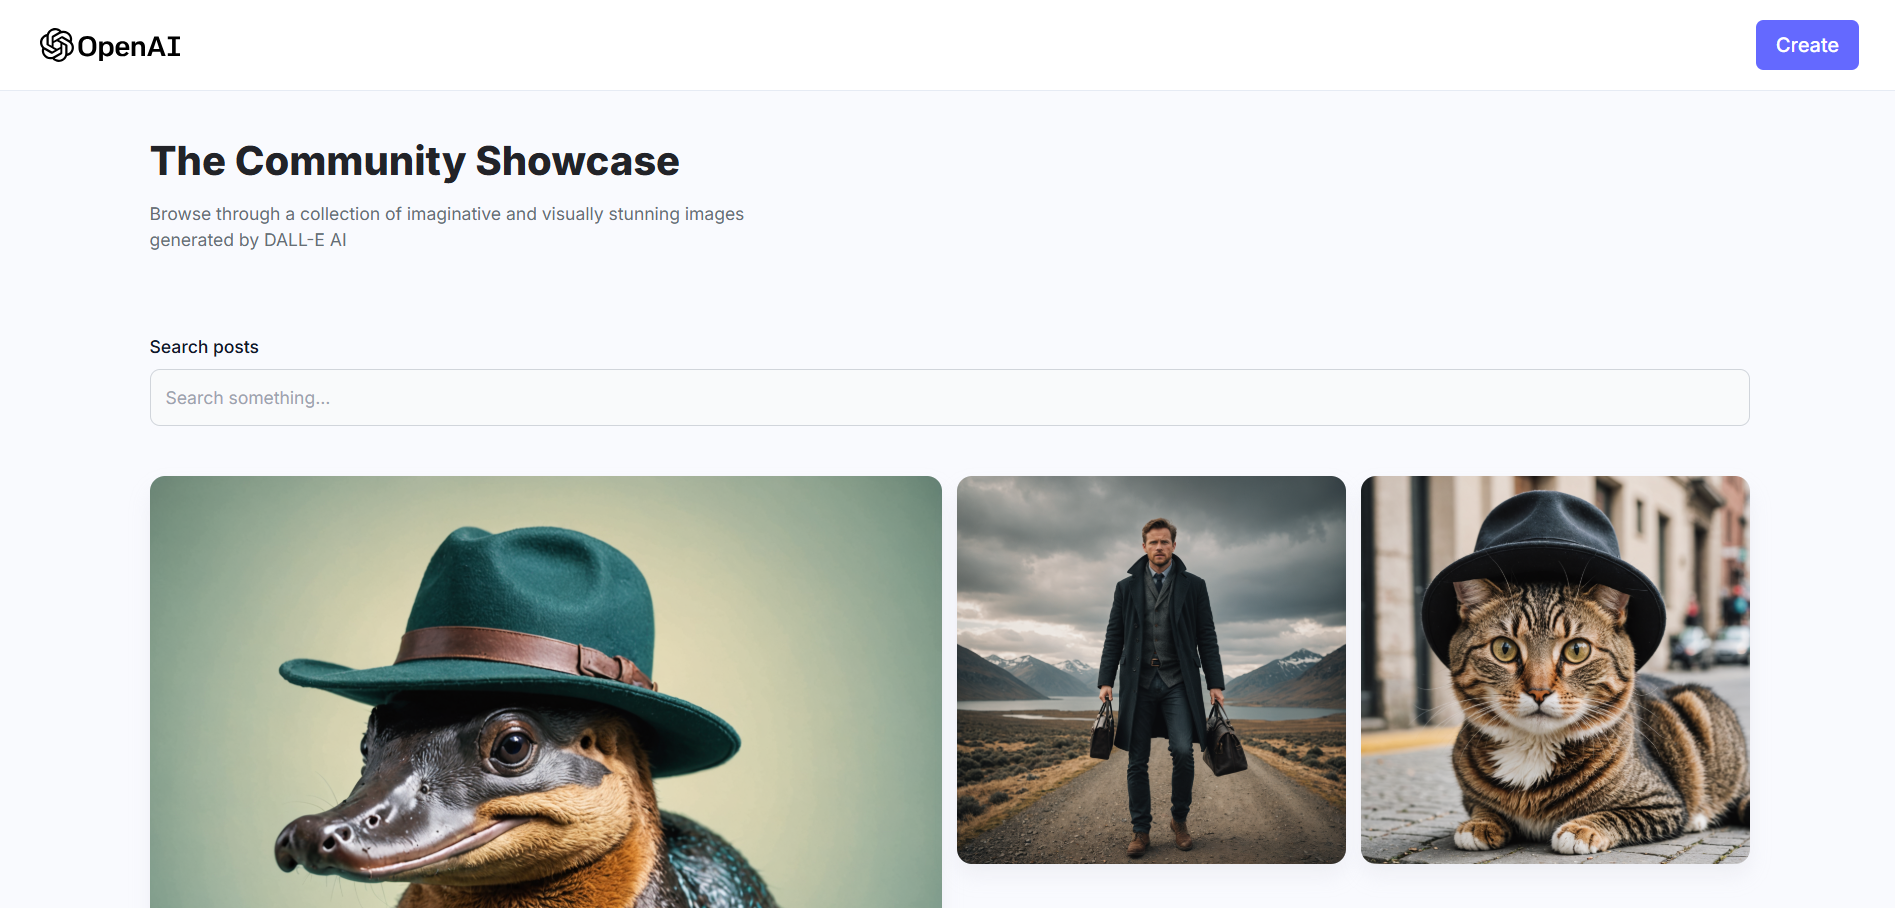 OpenAI
Create
The Community Showcase
Browse through a collection of imaginative and visually stunning images
generated by DALL-E AI
Search posts
Search something...